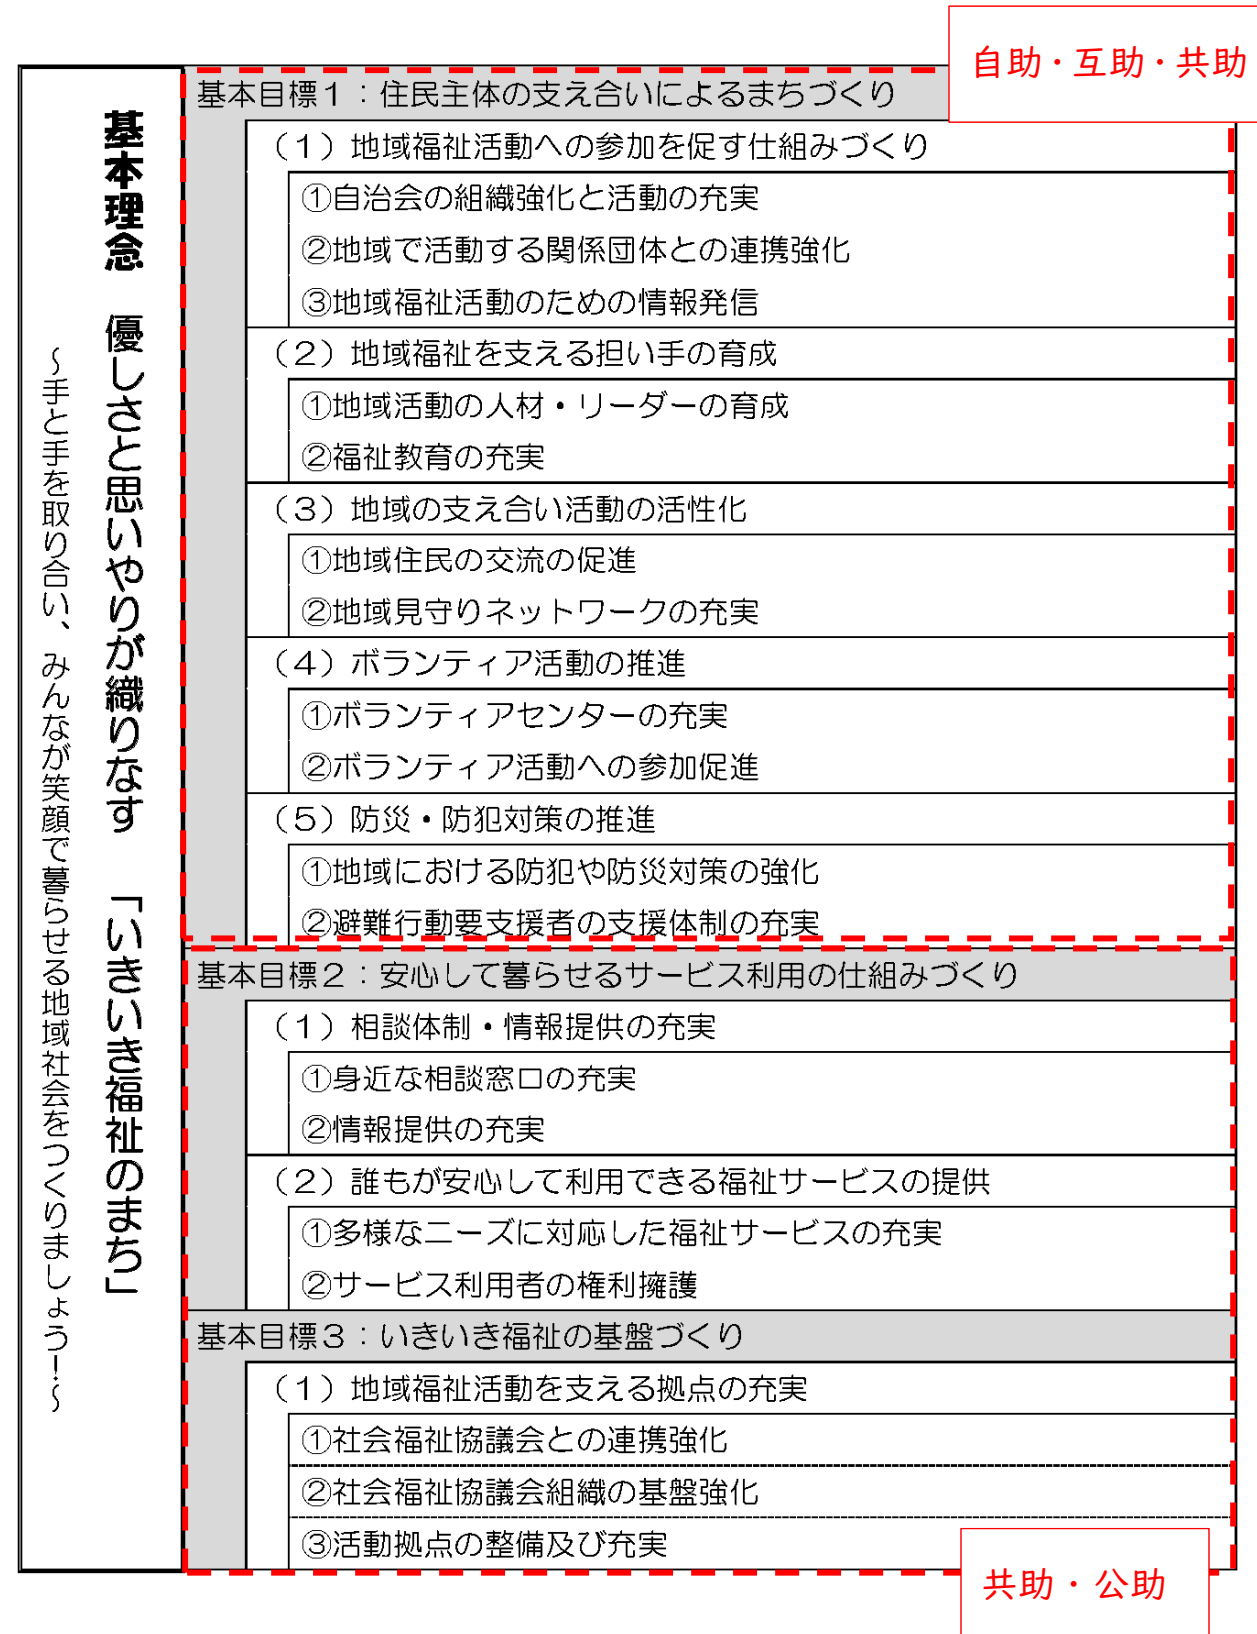 自助・互助・共助
基本理念　優しさと思いやりが織りなす　「いきいき福祉のまち」
～手と手を取り合い、みんなが笑顔で暮らせる地域社会をつくりましょう！～
基本目標１：住民主体の支え合いによるまちづくり
（１）地域福祉活動への参加を促す仕組みづくり
①自治会の組織強化と活動の充実
②地域で活動する関係団体との連携強化
③地域福祉活動のための情報発信
（２）地域福祉を支える担い手の育成
①地域活動の人材・リーダーの育成
②福祉教育の充実
（３）地域の支え合い活動の活性化
①地域住民の交流の促進
②地域見守りネットワークの充実
（４）ボランティア活動の推進
①ボランティアセンターの充実
②ボランティア活動への参加促進
（５）防災・防犯対策の推進
①地域における防犯や防災対策の強化
②避難行動要支援者の支援体制の充実
基本目標２：安心して暮らせるサービス利用の仕組みづくり
（１）相談体制・情報提供の充実
①身近な相談窓口の充実
②情報提供の充実
（２）誰もが安心して利用できる福祉サービスの提供
①多様なニーズに対応した福祉サービスの充実
②サービス利用者の権利擁護
基本目標３：いきいき福祉の基盤づくり
（１）地域福祉活動を支える拠点の充実
①社会福祉協議会との連携強化
②社会福祉協議会組織の基盤強化
③活動拠点の整備及び充実
共助・公助